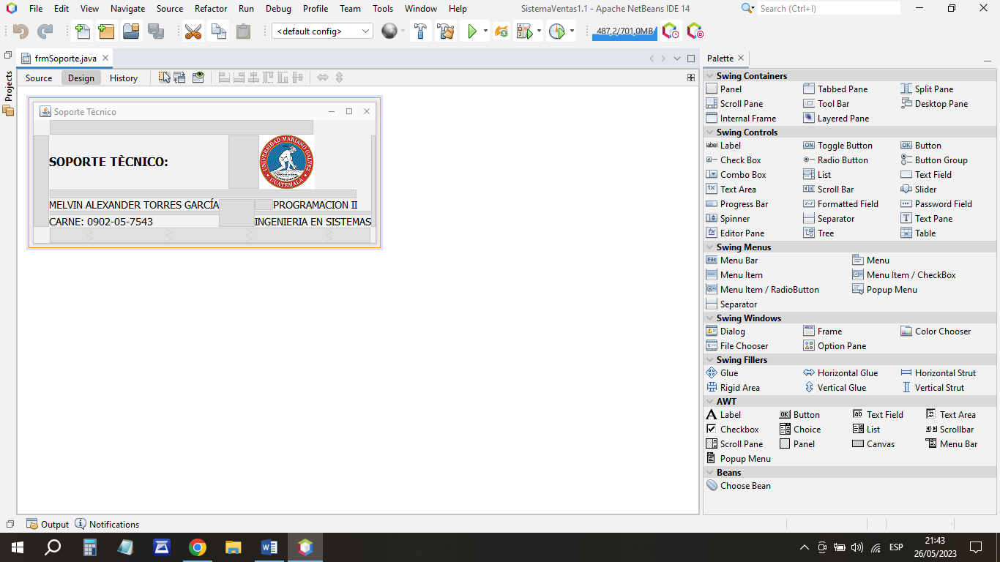 File Edit View Navigate Source Refactor Run Debug Profile Team Tools Window Help SistemaVentas1.1 - Apache NetBeans IDE 14 Search (Ctrl+I)
<default config> 487,2/701,0MB
Projects
frmSoporte.java
Source Design History
Soporte Tècnico
SOPORTE TÈCNICO:
UNIVERSIDAD MARIANO GALVEZ
GUATEMALA
MELVIN ALEXANDER TORRES GARCÍA PROGRAMACION II
CARNE: 0902-05-7543 INGENIERIA EN SISTEMAS
Palette
Swing Containers
Panel Tabbed Pane Split Pane
Scroll Pane Tool Bar Desktop Pane
Internal Frame Layered Pane
Swing Controls
label Label ON Toggle Button OK Button
Check Box Radio Button Button Group
Combo Box List Text Field
Text Area Scroll Bar Slider
Progress Bar Formatted Field Password Field
Spinner Separator Text Pane
Editor Pane Tree Table
Swing Menus
File Menu Bar Menu
Menu Item Menu Item / CheckBox
Menu Item / RadioButton Popup Menu
Separator
Swing Windows
Dialog Frame Color Chooser
File Chooser Option Pane
Swing Fillers
Glue Horizontal Glue Horizontal Strut
Rigid Area Vertical Glue Vertical Strut
AWT
A Label OK Button Text Field Text Area
Checkbox Choice List Scrollbar
Scroll Pane Panel Canvas Menu Bar
Popup Menu
Beans
Choose Bean
Output Notifications
ESP 21:43
26/05/2023